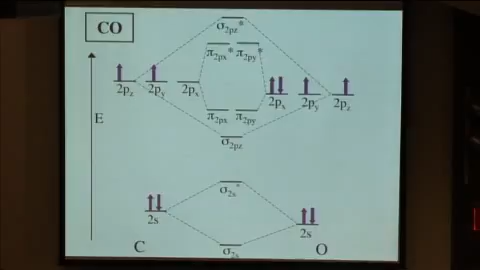 CO
σ2pz*
π2px* π2py*
2pz 2py 2px
2px 2py 2pz
E
π2px π2py
σ2pz
σ2s*
2s
2s
C
O
σ2s